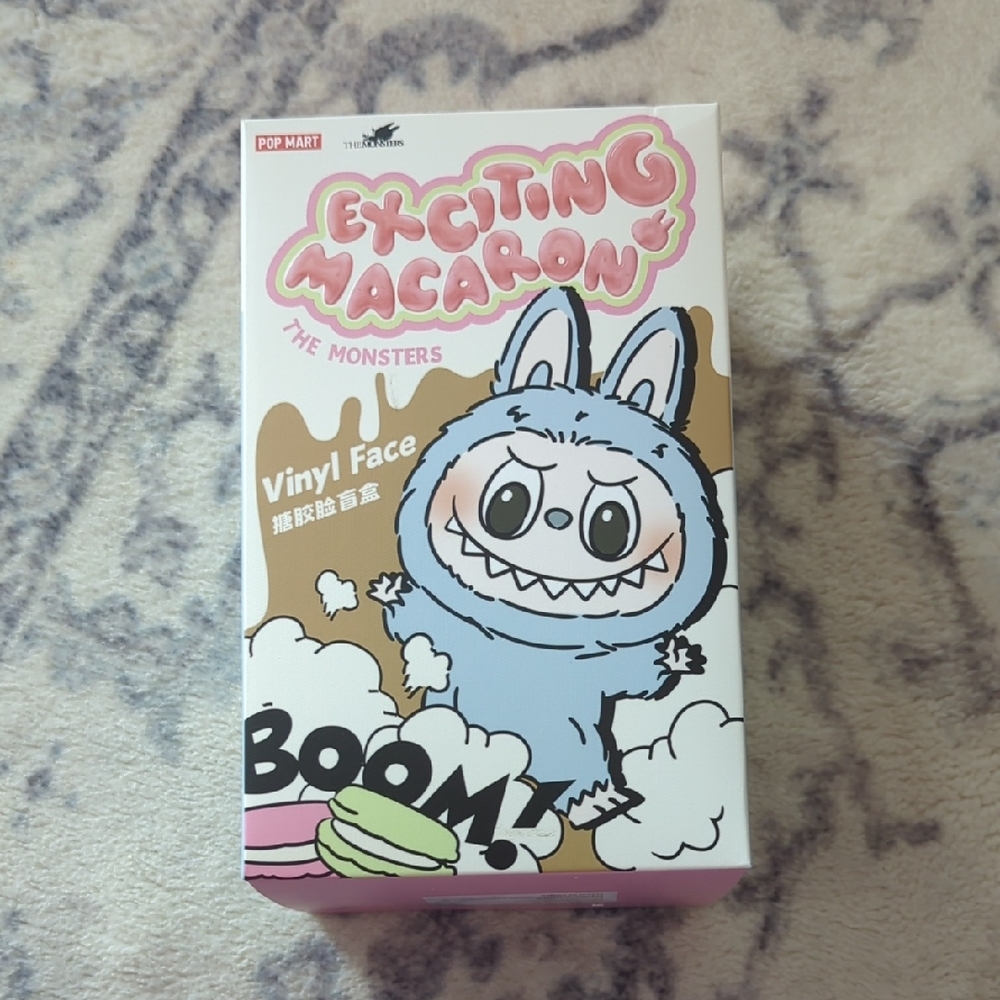 POP MART
THE MONSTERS
EXCITING
MACARON
THE MONSTERS
Vinyl Face
搪胶脸盲盒
BOOM!